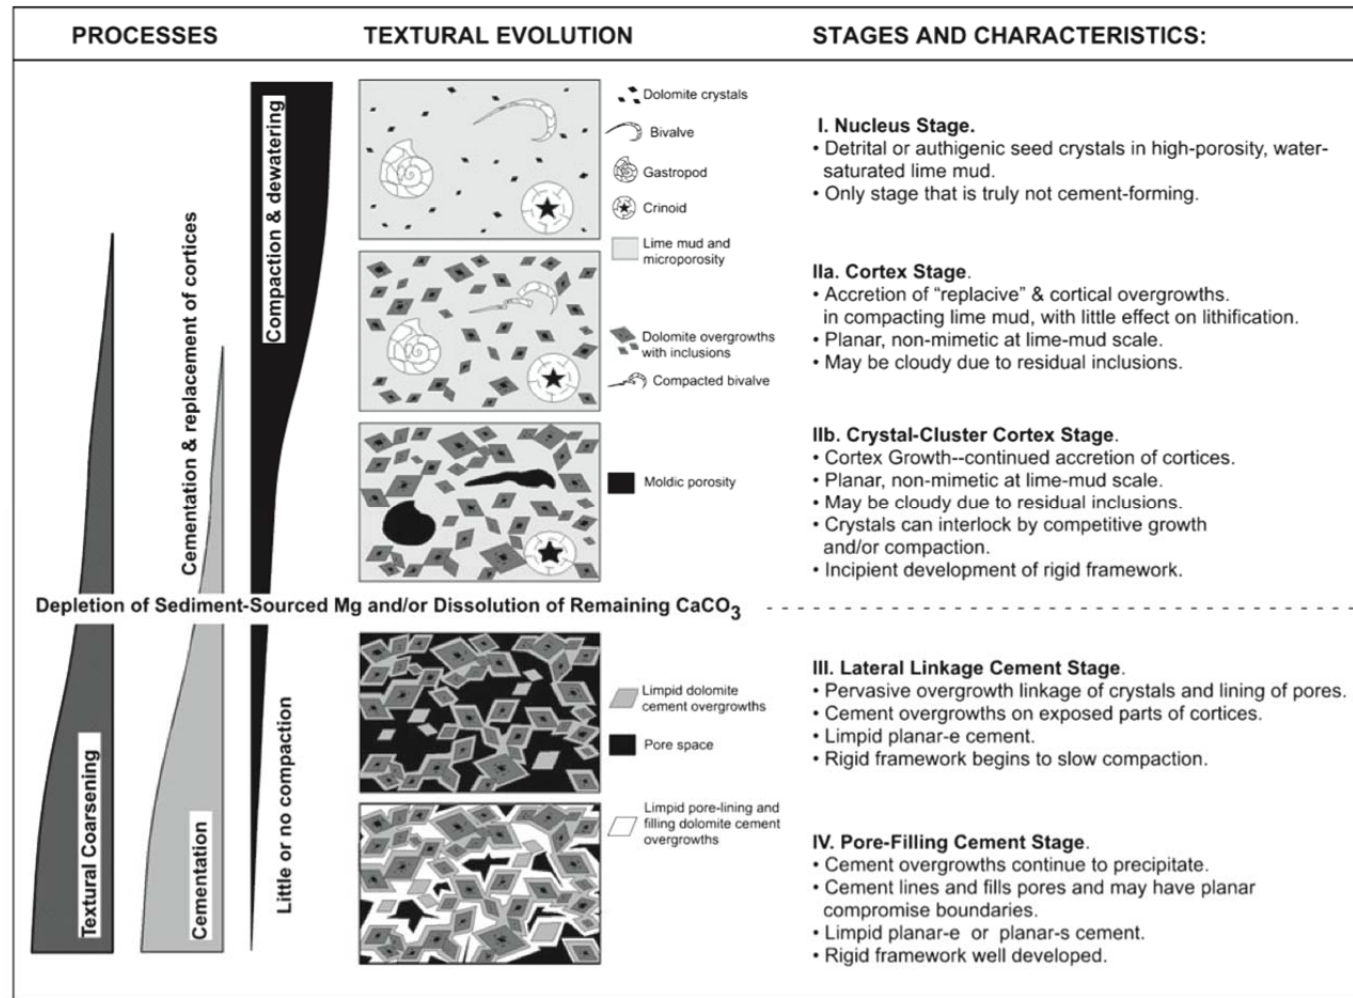 PROCESSES
TEXTURAL EVOLUTION
STAGES AND CHARACTERISTICS:
Textural Coarsening
Cementation & replacement of cortices
Cementation
Compaction & dewatering
Little or no compaction
Dolomite crystals
Bivalve
Gastropod
Crinoid
Lime mud and
microporosity
Dolomite overgrowths
with inclusions
Compacted bivalve
Moldic porosity
I. Nucleus Stage.
• Detrital or authigenic seed crystals in high-porosity, water-
saturated lime mud.
• Only stage that is truly not cement-forming.
IIa. Cortex Stage.
• Accretion of “replacive” & cortical overgrowths.
in compacting lime mud, with little effect on lithification.
• Planar, non-mimetic at lime-mud scale.
• May be cloudy due to residual inclusions.
IIb. Crystal-Cluster Cortex Stage.
• Cortex Growth--continued accretion of cortices.
• Planar, non-mimetic at lime-mud scale.
• May be cloudy due to residual inclusions.
• Crystals can interlock by competitive growth
and/or compaction.
• Incipient development of rigid framework.
Depletion of Sediment-Sourced Mg and/or Dissolution of Remaining CaCO3
Limpid dolomite
cement overgrowths
Pore space
Limpid pore-lining and
filling dolomite cement
overgrowths
III. Lateral Linkage Cement Stage.
• Pervasive overgrowth linkage of crystals and lining of pores.
• Cement overgrowths on exposed parts of cortices.
• Limpid planar-e cement.
• Rigid framework begins to slow compaction.
IV. Pore-Filling Cement Stage.
• Cement overgrowths continue to precipitate.
• Cement lines and fills pores and may have planar
compromise boundaries.
• Limpid planar-e or planar-s cement.
• Rigid framework well developed.